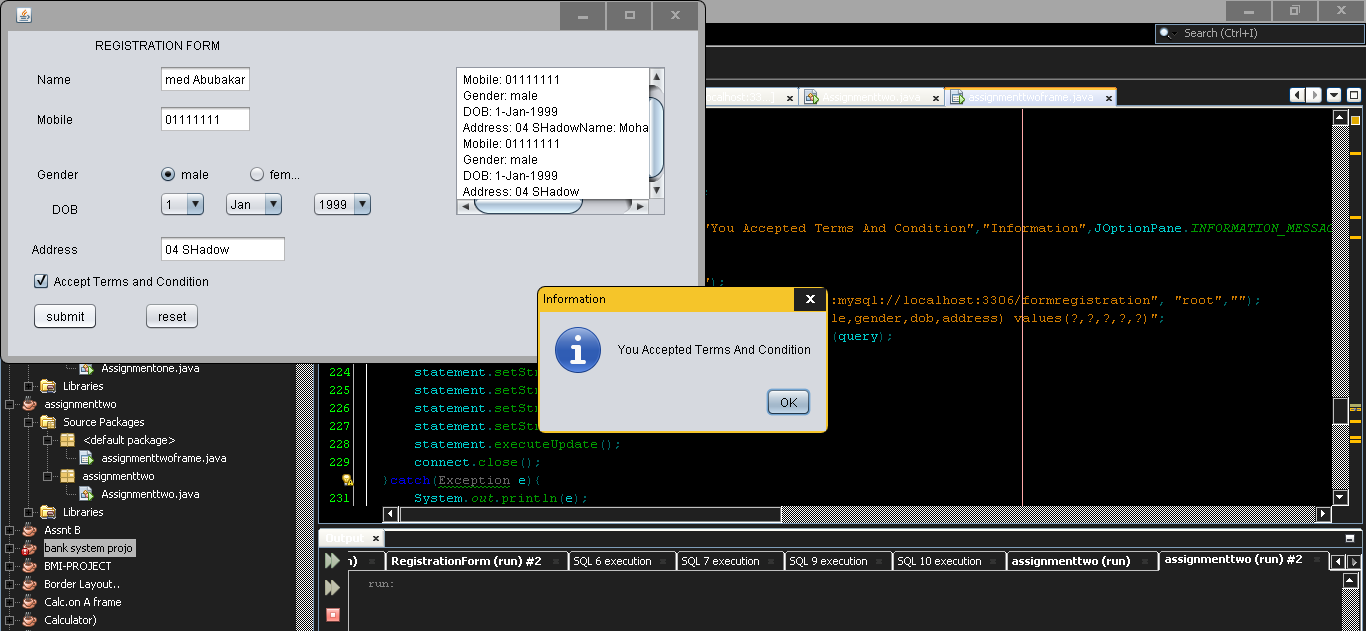 REGISTRATION FORM
Name
med Abubakar
Mobile
01111111
Gender
male
fem...
DOB
1
Jan
1999
Address
04 SHadow
Accept Terms and Condition
submit
reset
Mobile: 01111111
Gender: male
DOB: 1-Jan-1999
Address: 04 SHadowName: Moha
Mobile: 01111111
Gender: male
DOB: 1-Jan-1999
Address: 04 SHadow
Search (Ctrl+I)
Assignmenttwo.java
assignmenttwoframe.java
"You Accepted Terms And Condition","Information",JOptionPane.INFORMATION_MESSAG
");
:mysql://localhost:3306/formregistration", "root","");
le,gender,dob,address) values(?,?,?,?,?)";
(query);
Information
You Accepted Terms And Condition
OK
224 statement.setStr
225 statement.setStr
226 statement.setStr
227 statement.setStr
228 statement.executeUpdate();
229 connect.close();
}catch(Exception e){
231 System.out.println(e);
Assignmentone.java
Libraries
assignmenttwo
Source Packages
<default package>
assignmenttwoframe.java
assignmenttwo
Assignmenttwo.java
Libraries
Assnt B
bank system projo
BMI-PROJECT
Border Layout..
Calc.on A frame
Calculator)
Output
n)
RegistrationForm (run) #2
SQL 6 execution
SQL 7 execution
SQL 9 execution
SQL 10 execution
assignmenttwo (run)
assignmenttwo (run) #2
run: